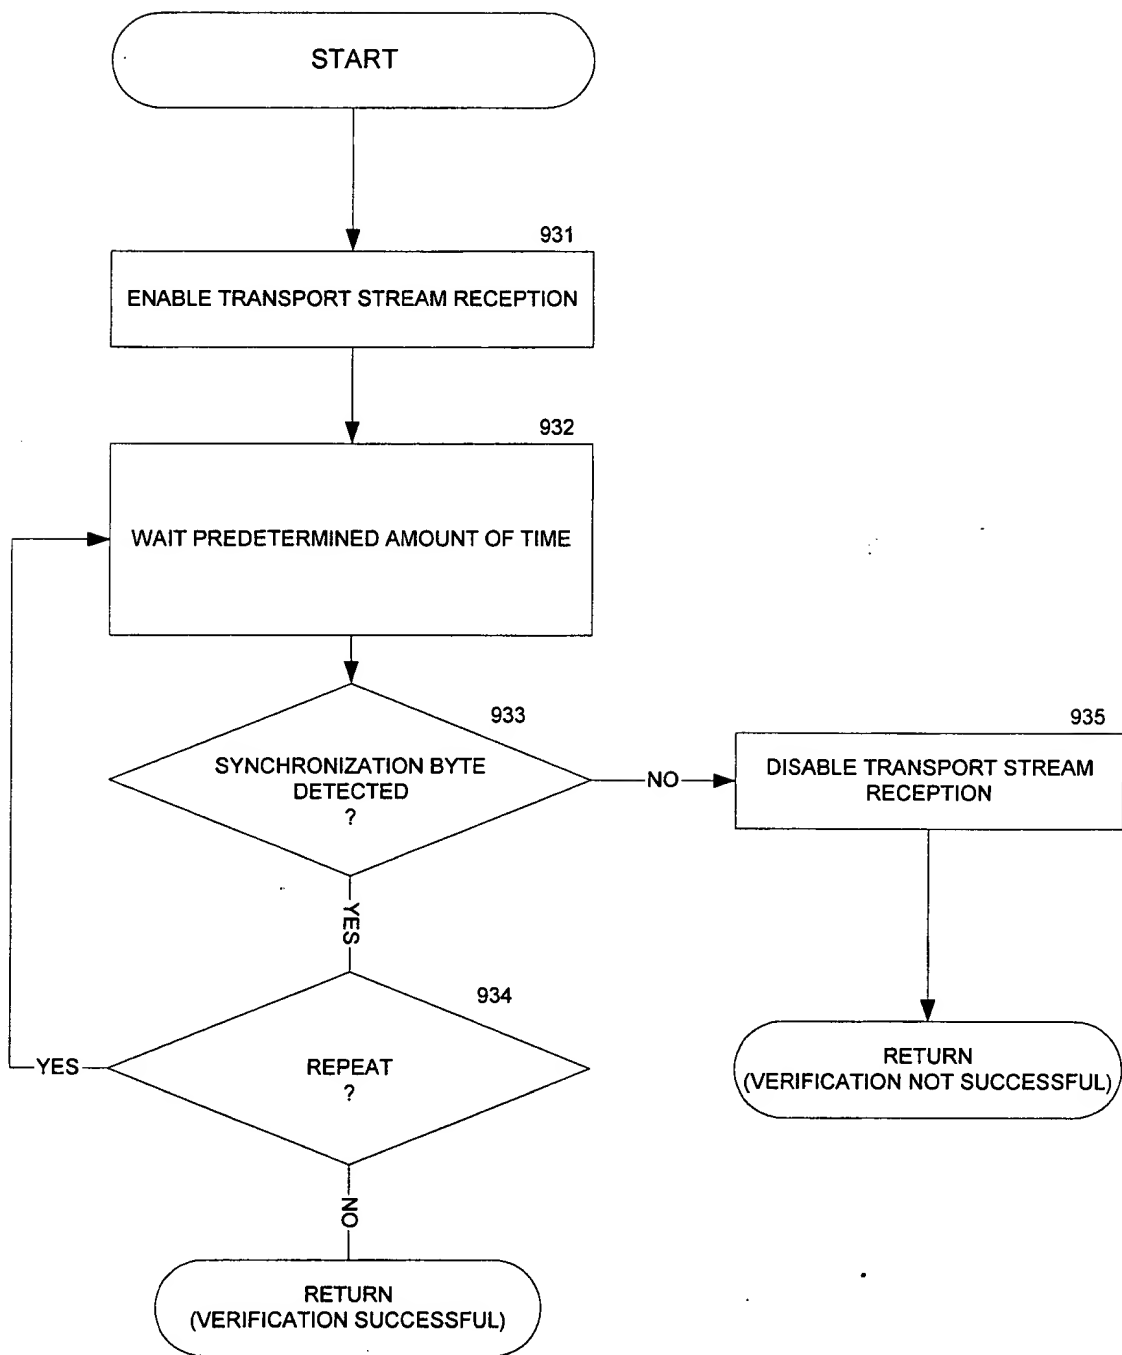 START
931
ENABLE TRANSPORT STREAM RECEPTION
932
WAIT PREDETERMINED AMOUNT OF TIME
933
SYNCHRONIZATION BYTE
DETECTED
?
NO
935
DISABLE TRANSPORT STREAM
RECEPTION
YES
934
REPEAT
?
YES
RETURN
(VERIFICATION NOT SUCCESSFUL)
NO
RETURN
(VERIFICATION SUCCESSFUL)